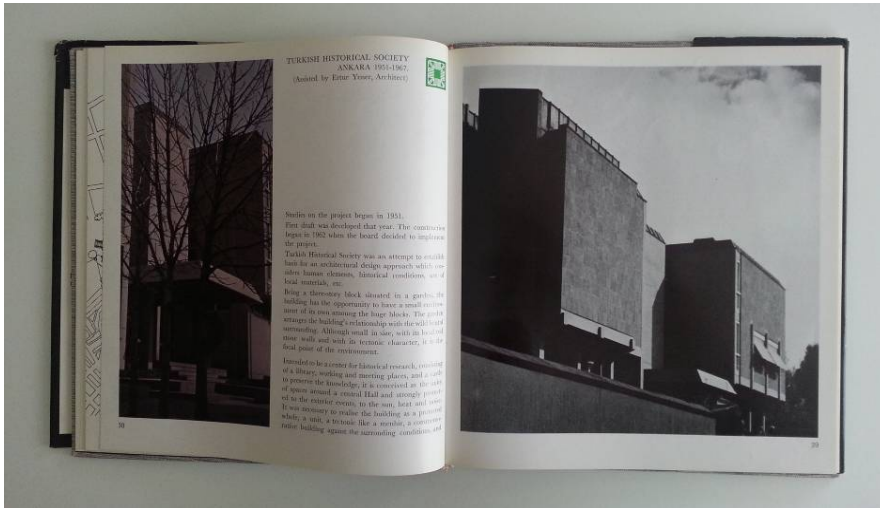 TURKISH HISTORICAL SOCIETY
ANKARA 1951-1967.
(Assisted by Ertur Yener, Architect)
Studies on the project began in 1951.
First draft was developed that year. The construction
began in 1962 when the board decided to implement
the project.
Turkish Historical Society was an attempt to establish
basis for an architectural design approach which
human elements, historical conditions, use of
local materials, etc.
Being a threestorey block situated in a garden, the
building has the opportunity to have a small
ment of its own among the huge blocks. The garden
arranges the building's relationship with the
surrounding. Although small in size, with its
stone walls and with its tectonic character, it is the
focal point of the environment.
Intended to be a center for historical research, consisting
of a library, working and meeting places, and a
to preserve the knowledge, it is conceived as the
of spaces around a central Hall and strongly
ed to the exterior events, to the sun, heat and
It was necessary to realise the building as a
whole, a unit, a tectonic like a
building against the surrounding conditions, and
38
39